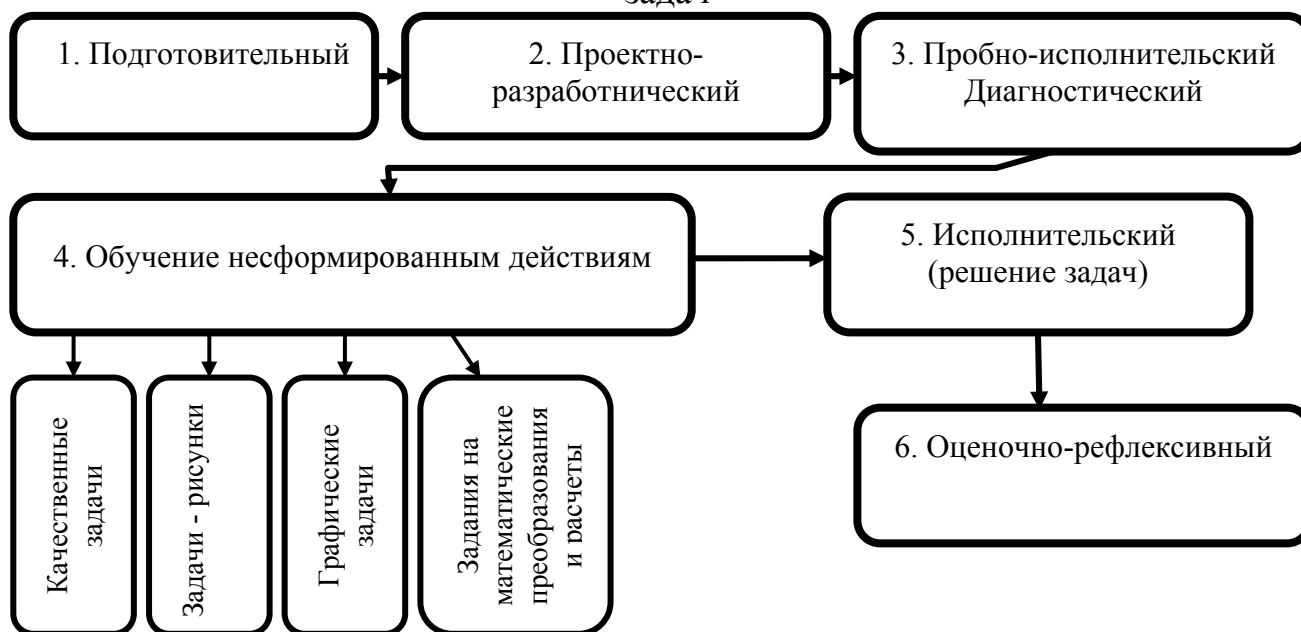 задач
1. Подготовительный
2. Проектно-
разработнический
3. Пробно-исполнительский
Диагностический
4. Обучение несформированным действиям
5. Исполнительский
(решение задач)
Качественные
задачи
Задачи - рисунки
Графические
задачи
Задания на
математические
преобразования
и расчеты
6. Оценочно-рефлексивный